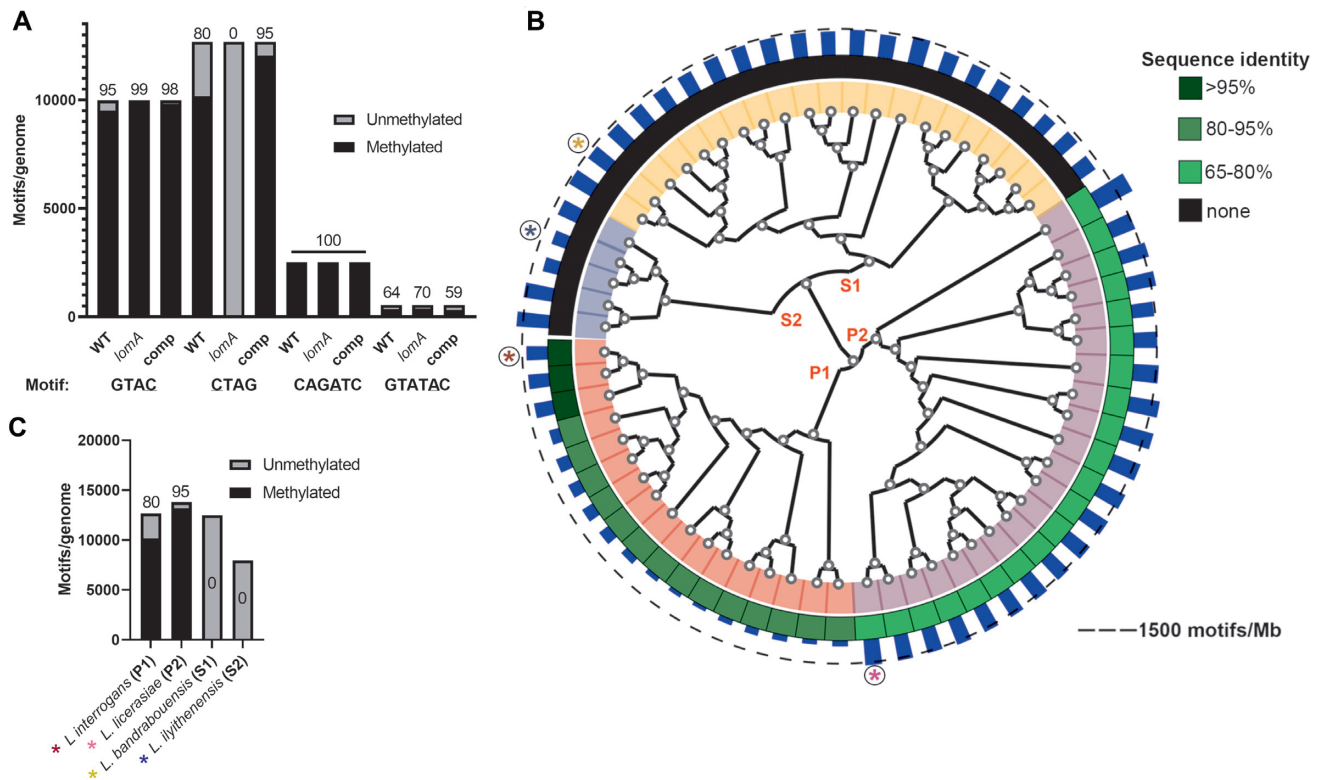 A
95 99 98 80 0 95
10000
5000
0
Motifs/genome
100
64 70 59
Unmethylated
Methylated
WT lomA comp WT lomA comp WT lomA comp WT lomA comp
Motif: GTAC CTAG CAGATC GTATAC
B
*
*
*
*
S1
S2
P2
P1
Sequence identity
>95%
80-95%
65-80%
none
1500 motifs/Mb
C
20000
15000
10000
5000
0
Motifs/genome
80 95 0 0
Unmethylated
Methylated
* L interrogans (P1)
* L. licerasiae (P2)
* L. bandrabouensis (S1)
* L. ilyithenensis (S2)